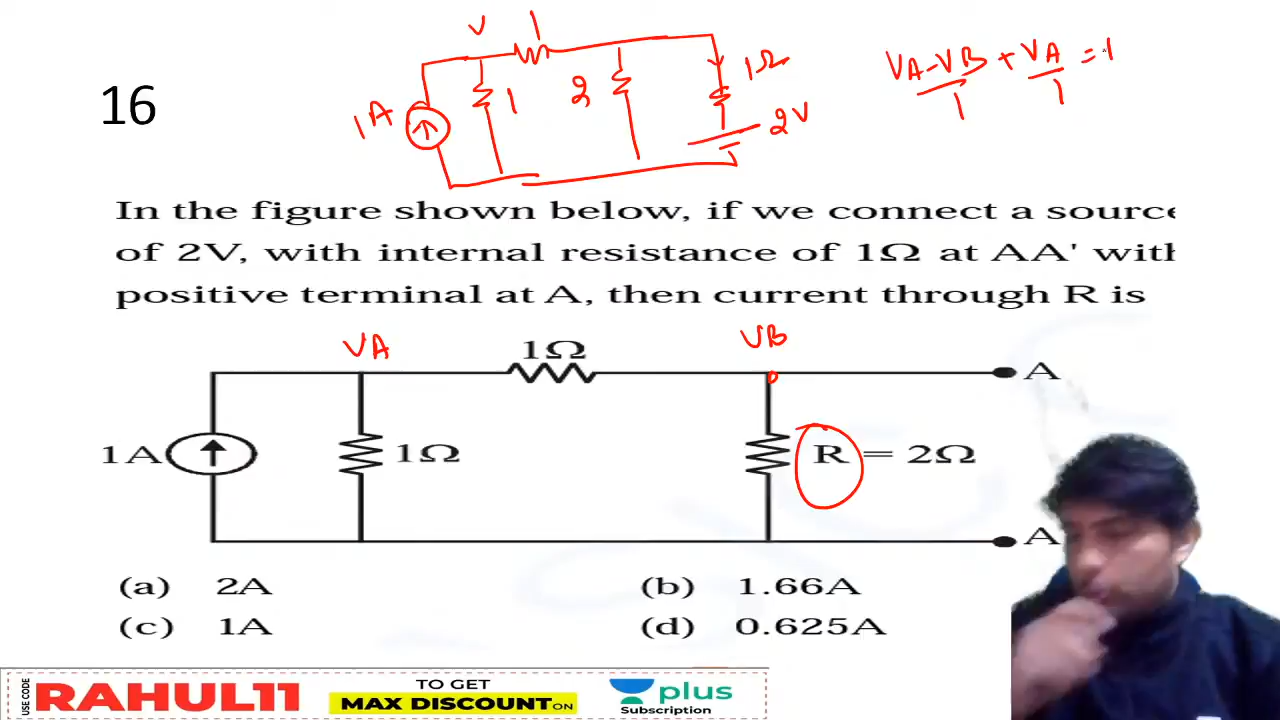 V 1
1Ω
VA-VB/1 + VA/1 = 1
16
1A
1
2
2V
In the figure shown below, if we connect a source
of 2V, with internal resistance of 1Ω at AA' with
positive terminal at A, then current through R is
VA
VB
1Ω
A
1A
1Ω
R = 2Ω
A
(a) 2A
(b) 1.66A
(c) 1A
(d) 0.625A
USE CODE
RAHUL11
TO GET
MAX DISCOUNT ON
plus
Subscription